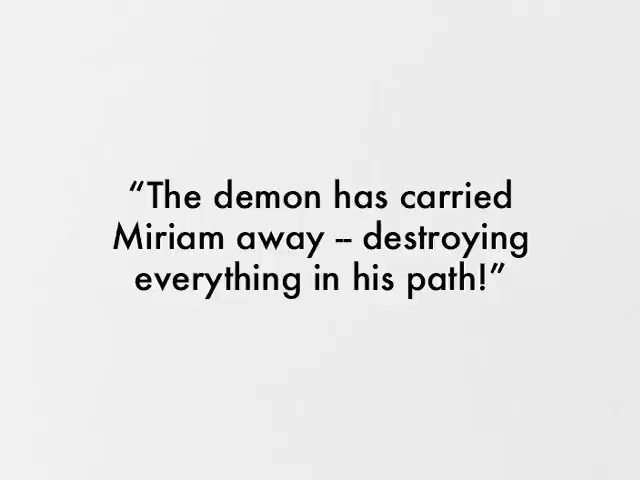 “The demon has carried
Miriam away -- destroying
everything in his path!”